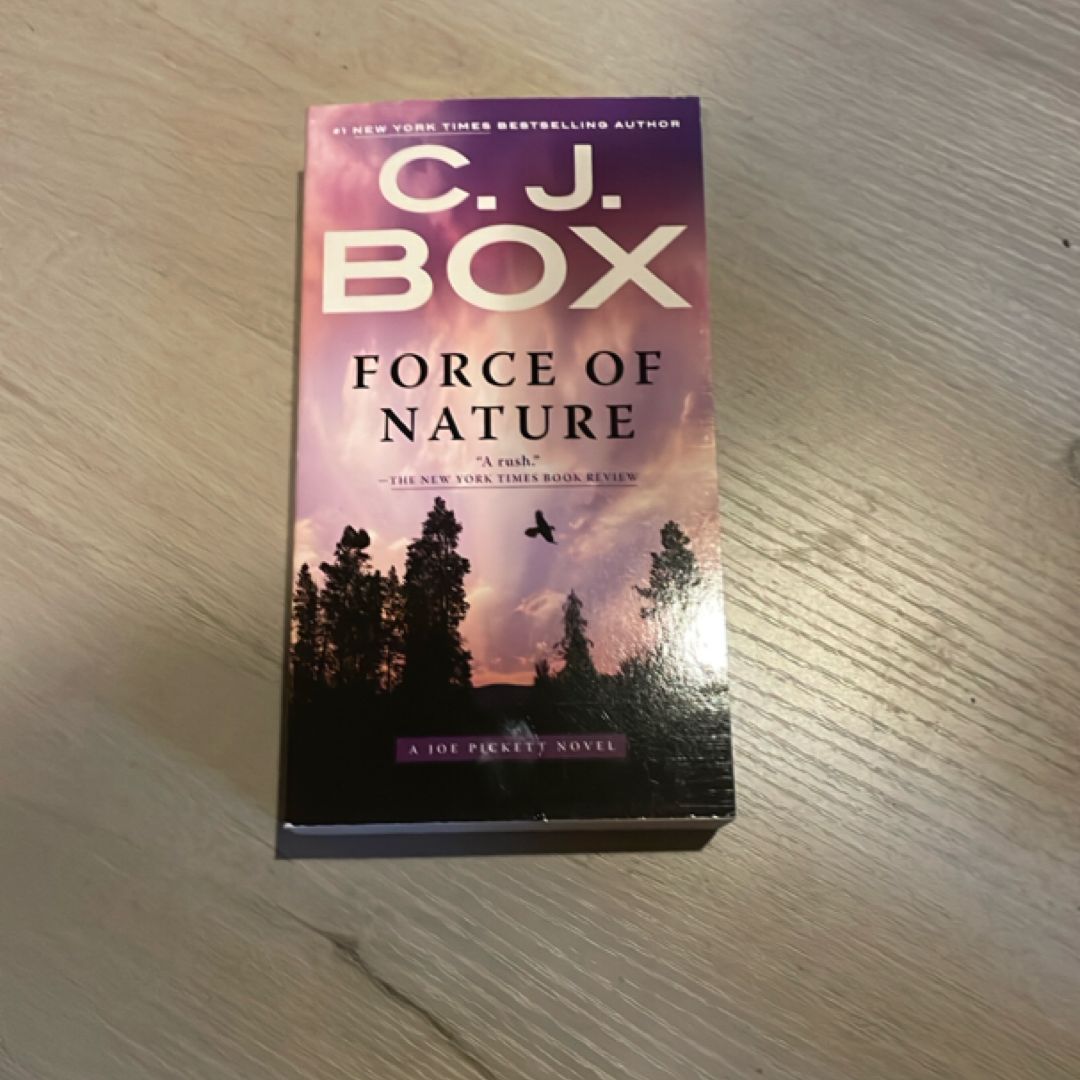 #1 NEW YORK TIMES BESTSELLING AUTHOR
C. J.
BOX
FORCE OF
NATURE
“A rush.”
—THE NEW YORK TIMES BOOK REVIEW
A JOE PICKETT NOVEL